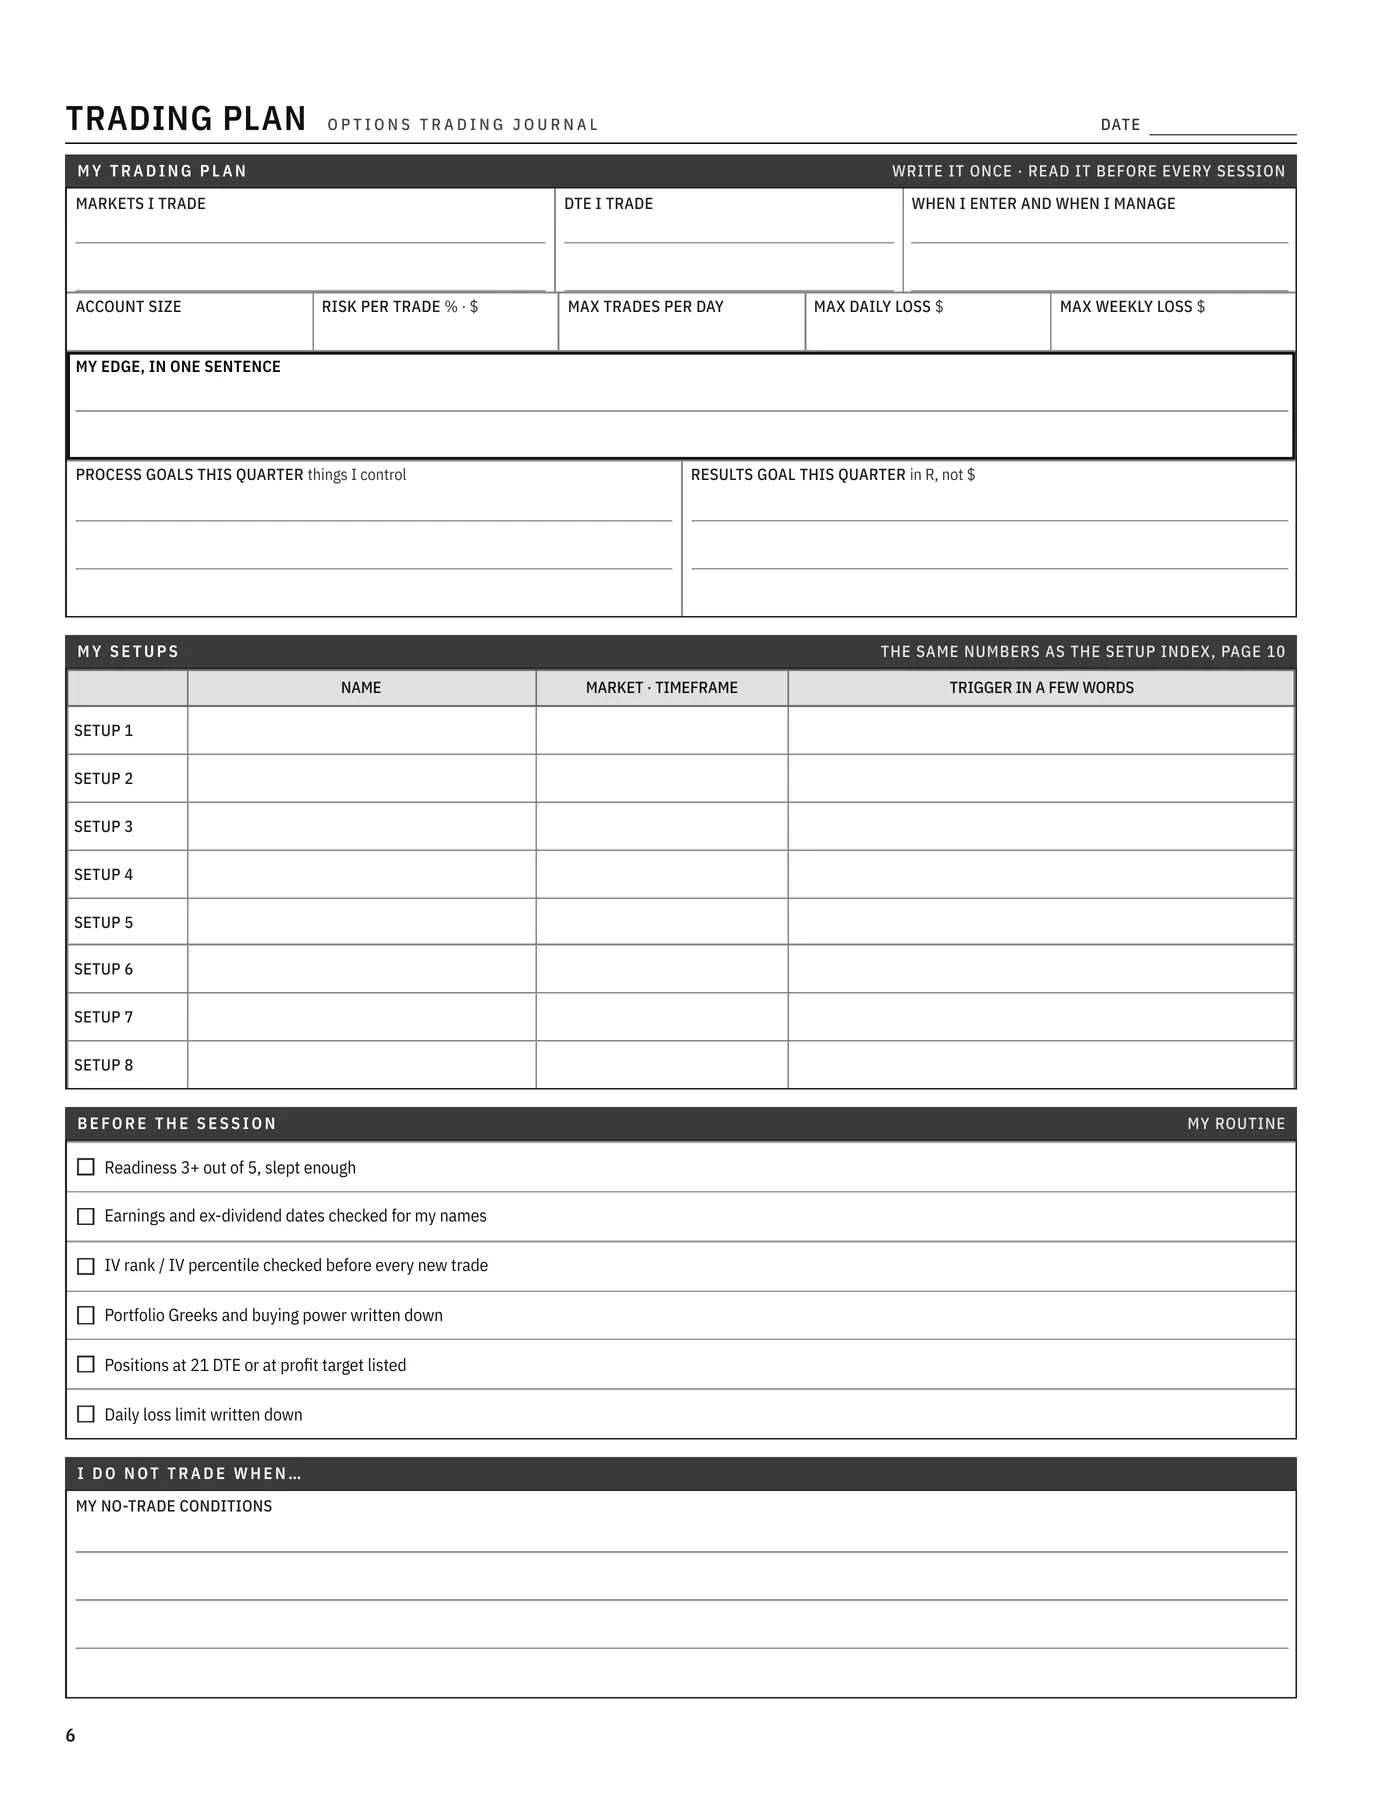 TRADING PLAN OPTIONS TRADING JOURNAL DATE
MY TRADING PLAN WRITE IT ONCE · READ IT BEFORE EVERY SESSION
MARKETS I TRADE DTE I TRADE WHEN I ENTER AND WHEN I MANAGE
ACCOUNT SIZE RISK PER TRADE % · $ MAX TRADES PER DAY MAX DAILY LOSS $ MAX WEEKLY LOSS $
MY EDGE, IN ONE SENTENCE
PROCESS GOALS THIS QUARTER things I control RESULTS GOAL THIS QUARTER in R, not $
MY SETUPS THE SAME NUMBERS AS THE SETUP INDEX, PAGE 10
NAME MARKET · TIMEFRAME TRIGGER IN A FEW WORDS
SETUP 1
SETUP 2
SETUP 3
SETUP 4
SETUP 5
SETUP 6
SETUP 7
SETUP 8
BEFORE THE SESSION MY ROUTINE
Readiness 3+ out of 5, slept enough
Earnings and ex-dividend dates checked for my names
IV rank / IV percentile checked before every new trade
Portfolio Greeks and buying power written down
Positions at 21 DTE or at profit target listed
Daily loss limit written down
I DO NOT TRADE WHEN…
MY NO-TRADE CONDITIONS
6